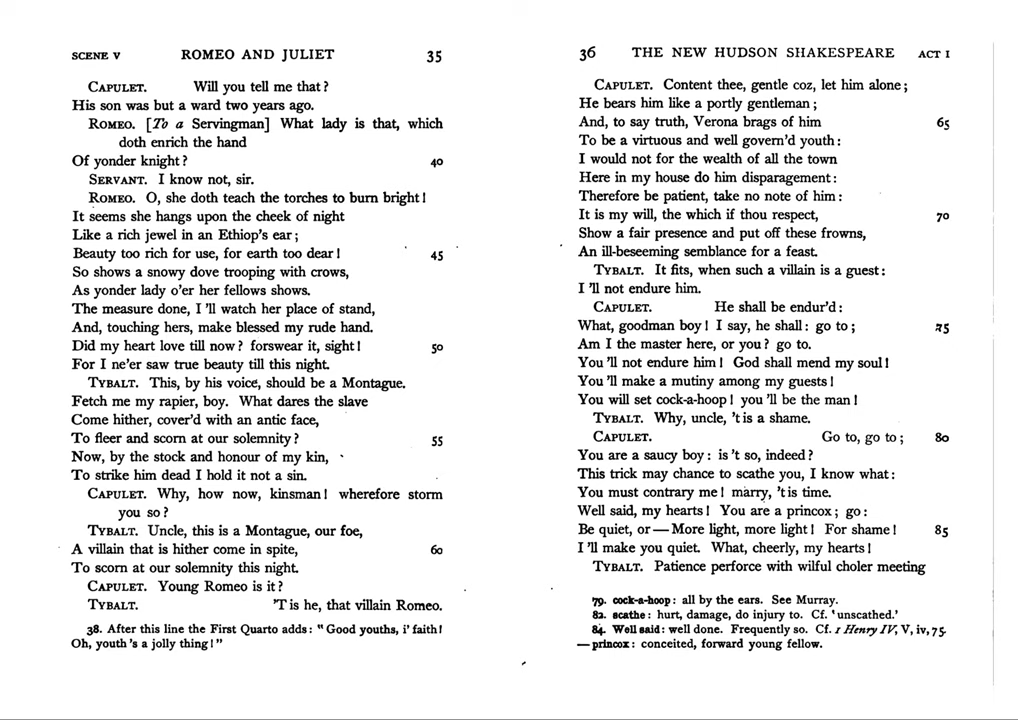 SCENE V ROMEO AND JULIET 35
CAPULET. Will you tell me that?
His son was but a ward two years ago.
ROMEO. [To a Servingman] What lady is that, which
doth enrich the hand
Of yonder knight? 40
SERVANT. I know not, sir.
ROMEO. O, she doth teach the torches to burn bright!
It seems she hangs upon the cheek of night
Like a rich jewel in an Ethiop's ear;
Beauty too rich for use, for earth too dear! 45
So shows a snowy dove trooping with crows,
As yonder lady o'er her fellows shows.
The measure done, I'll watch her place of stand,
And, touching hers, make blessed my rude hand.
Did my heart love till now? forswear it, sight! 50
For I ne'er saw true beauty till this night.
TYBALT. This, by his voice, should be a Montague.
Fetch me my rapier, boy. What dares the slave
Come hither, cover'd with an antic face,
To fleer and scorn at our solemnity? 55
Now, by the stock and honour of my kin,
To strike him dead I hold it not a sin.
CAPULET. Why, how now, kinsman! wherefore storm
you so?
TYBALT. Uncle, this is a Montague, our foe,
A villain that is hither come in spite, 60
To scorn at our solemnity this night.
CAPULET. Young Romeo is it?
TYBALT. 'Tis he, that villain Romeo.
38. After this line the First Quarto adds: "Good youths, i' faith!
Oh, youth's a jolly thing!"
36 THE NEW HUDSON SHAKESPEARE ACT I
CAPULET. Content thee, gentle coz, let him alone;
He bears him like a portly gentleman;
And, to say truth, Verona brags of him 65
To be a virtuous and well govern'd youth:
I would not for the wealth of all the town
Here in my house do him disparagement:
Therefore be patient, take no note of him:
It is my will, the which if thou respect, 70
Show a fair presence and put off these frowns,
An ill-beseeming semblance for a feast.
TYBALT. It fits, when such a villain is a guest:
I'll not endure him.
CAPULET. He shall be endur'd:
What, goodman boy! I say, he shall: go to; 75
Am I the master here, or you? go to.
You'll not endure him! God shall mend my soul!
You'll make a mutiny among my guests!
You will set cock-a-hoop! you'll be the man!
TYBALT. Why, uncle, 'tis a shame.
CAPULET. Go to, go to; 80
You are a saucy boy: is't so, indeed?
This trick may chance to scathe you, I know what:
You must contrary me! marry, 'tis time.
Well said, my hearts! You are a princox; go:
Be quiet, or — More light, more light! For shame! 85
I'll make you quiet. What, cheerly, my hearts!
TYBALT. Patience perforce with wilful choler meeting
79. cock-a-hoop: all by the ears. See Murray.
82. scathe: hurt, damage, do injury to. Cf. 'unscathed.'
84. Well said: well done. Frequently so. Cf. 1 Henry IV, V, iv, 75.
— princox: conceited, forward young fellow.